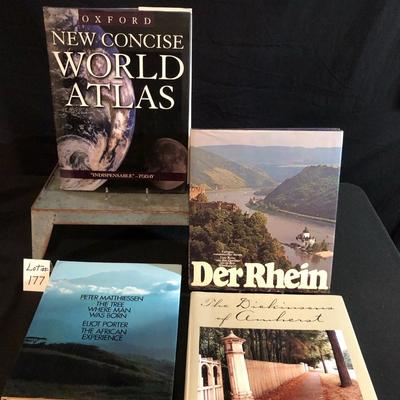 OXFORD
NEW CONCISE
WORLD
ATLAS
"INDISPENSABLE" - TODAY
Der Rhein
Lot #
177
PETER MATTHIESSEN
THE TREE
WHERE MAN
WAS BORN
ELIOT PORTER
THE AFRICAN
EXPERIENCE
The Dickinsons
of Amherst